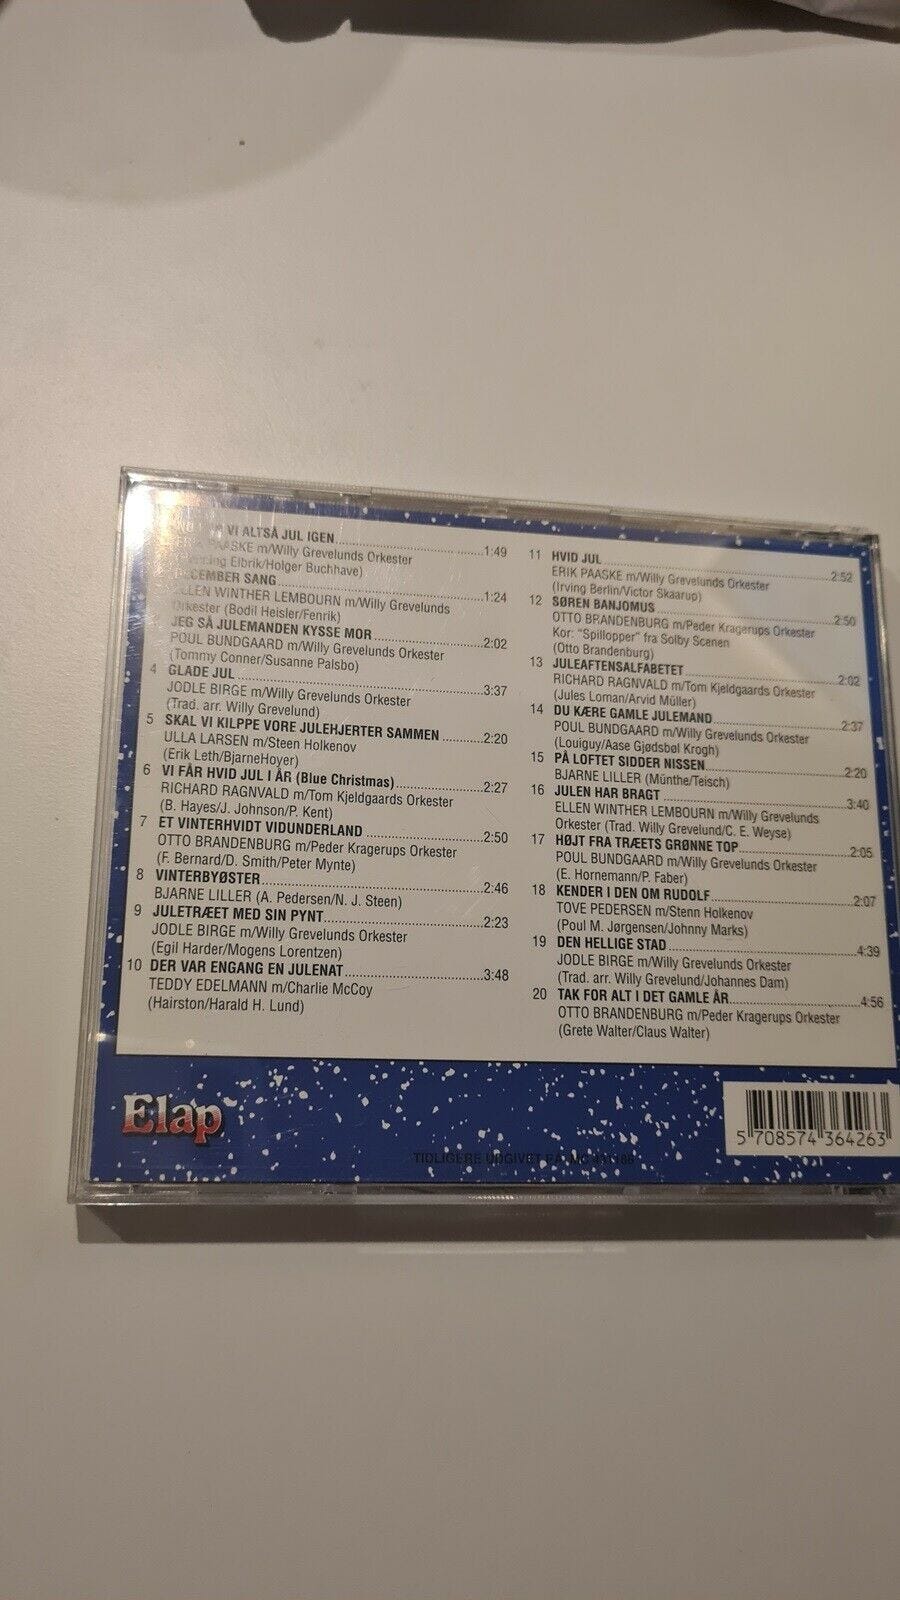 VI ALTSÅ JUL IGEN 1:49
PAASKE m/Willy Grevelunds Orkester
Elbrik/Holger Buchhave)
DECEMBER SANG 1:24
ELLEN WINTHER LEMBOURN m/Willy Grevelunds
Orkester (Bodil Heisler/Fenrik)
JEG SÅ JULEMANDEN KYSSE MOR 2:02
POUL BUNDGAARD m/Willy Grevelunds Orkester
(Tommy Conner/Susanne Palsbo)
4 GLADE JUL 3:37
JODLE BIRGE m/Willy Grevelunds Orkester
(Trad. arr. Willy Grevelund)
5 SKAL VI KILPPE VORE JULEHJERTER SAMMEN 2:20
ULLA LARSEN m/Steen Holkenov
(Erik Leth/BjarneHoyer)
6 VI FÅR HVID JUL I ÅR (Blue Christmas) 2:27
RICHARD RAGNVALD m/Tom Kjeldgaards Orkester
(B. Hayes/J. Johnson/P. Kent)
7 ET VINTERHVIDT VIDUNDERLAND 2:50
OTTO BRANDENBURG m/Peder Kragerups Orkester
(F. Bernard/D. Smith/Peter Mynte)
8 VINTERBYØSTER 2:46
BJARNE LILLER (A. Pedersen/N. J. Steen)
9 JULETRÆET MED SIN PYNT 2:23
JODLE BIRGE m/Willy Grevelunds Orkester
(Egil Harder/Mogens Lorentzen)
10 DER VAR ENGANG EN JULENAT 3:48
TEDDY EDELMANN m/Charlie McCoy
(Hairston/Harald H. Lund)
11 HVID JUL 2:52
ERIK PAASKE m/Willy Grevelunds Orkester
(Irving Berlin/Victor Skaarup)
12 SØREN BANJOMUS 2:50
OTTO BRANDENBURG m/Peder Kragerups Orkester
Kor: "Spillopper" fra Solby Scenen
(Otto Brandenburg)
13 JULEAFTENSALFABETET 2:02
RICHARD RAGNVALD m/Tom Kjeldgaards Orkester
(Jules Loman/Arvid Müller)
14 DU KÆRE GAMLE JULEMAND 2:37
POUL BUNDGAARD m/Willy Grevelunds Orkester
(Louiguy/Aase Gjødsbøl Krogh)
15 PÅ LOFTET SIDDER NISSEN 2:20
BJARNE LILLER (Münthe/Teisch)
16 JULEN HAR BRAGT 3:40
ELLEN WINTHER LEMBOURN m/Willy Grevelunds
Orkester (Trad. Willy Grevelund/C. E. Weyse)
17 HØJT FRA TRÆETS GRØNNE TOP 2:05
POUL BUNDGAARD m/Willy Grevelunds Orkester
(E. Hornemann/P. Faber)
18 KENDER I DEN OM RUDOLF 2:07
TOVE PEDERSEN m/Stenn Holkenov
(Poul M. Jørgensen/Johnny Marks)
19 DEN HELLIGE STAD 4:39
JODLE BIRGE m/Willy Grevelunds Orkester
(Trad. arr. Willy Grevelund/Johannes Dam)
20 TAK FOR ALT I DET GAMLE ÅR 4:56
OTTO BRANDENBURG m/Peder Kragerups Orkester
(Grete Walter/Claus Walter)
Elap
TIDLIGERE UDGIVET PÅ MC
5 708574 364263